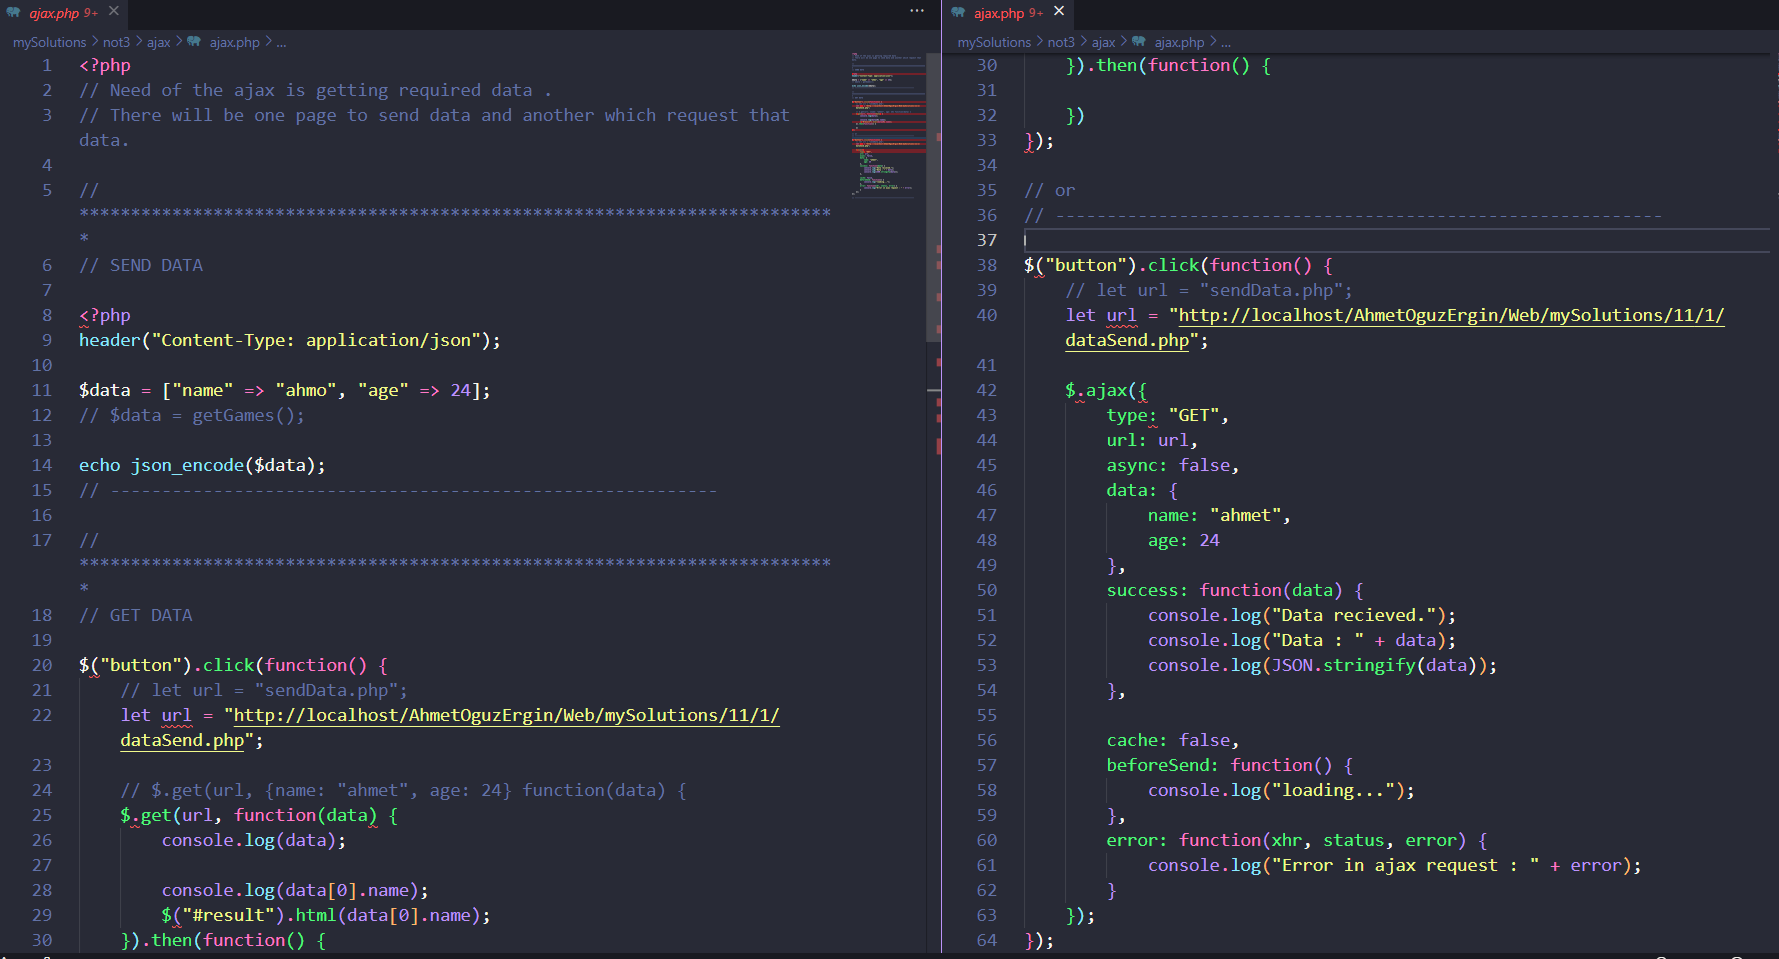 ajax.php 9+ ×
···
mySolutions > not3 > ajax > ajax.php > ...
1 <?php
2 // Need of the ajax is getting required data .
3 // There will be one page to send data and another which request that
data.
4
5 //
*************************************************************************
*
6 // SEND DATA
7
8 <?php
9 header("Content-Type: application/json");
10
11 $data = ["name" => "ahmo", "age" => 24];
12 // $data = getGames();
13
14 echo json_encode($data);
15 // -----------------------------------------------------------
16
17 //
*************************************************************************
*
18 // GET DATA
19
20 $("button").click(function() {
21 // let url = "sendData.php";
22 let url = "http://localhost/AhmetOguzErgin/Web/mySolutions/11/1/
dataSend.php";
23
24 // $.get(url, {name: "ahmet", age: 24} function(data) {
25 $.get(url, function(data) {
26 console.log(data);
27
28 console.log(data[0].name);
29 $("#result").html(data[0].name);
30 }).then(function() {
ajax.php 9+ ×
mySolutions > not3 > ajax > ajax.php > ...
30 }).then(function() {
31
32 })
33 });
34
35 // or
36 // -----------------------------------------------------------
37
38 $("button").click(function() {
39 // let url = "sendData.php";
40 let url = "http://localhost/AhmetOguzErgin/Web/mySolutions/11/1/
dataSend.php";
41
42 $.ajax({
43 type: "GET",
44 url: url,
45 async: false,
46 data: {
47 name: "ahmet",
48 age: 24
49 },
50 success: function(data) {
51 console.log("Data recieved.");
52 console.log("Data : " + data);
53 console.log(JSON.stringify(data));
54 },
55
56 cache: false,
57 beforeSend: function() {
58 console.log("loading...");
59 },
60 error: function(xhr, status, error) {
61 console.log("Error in ajax request : " + error);
62 }
63 });
64 });